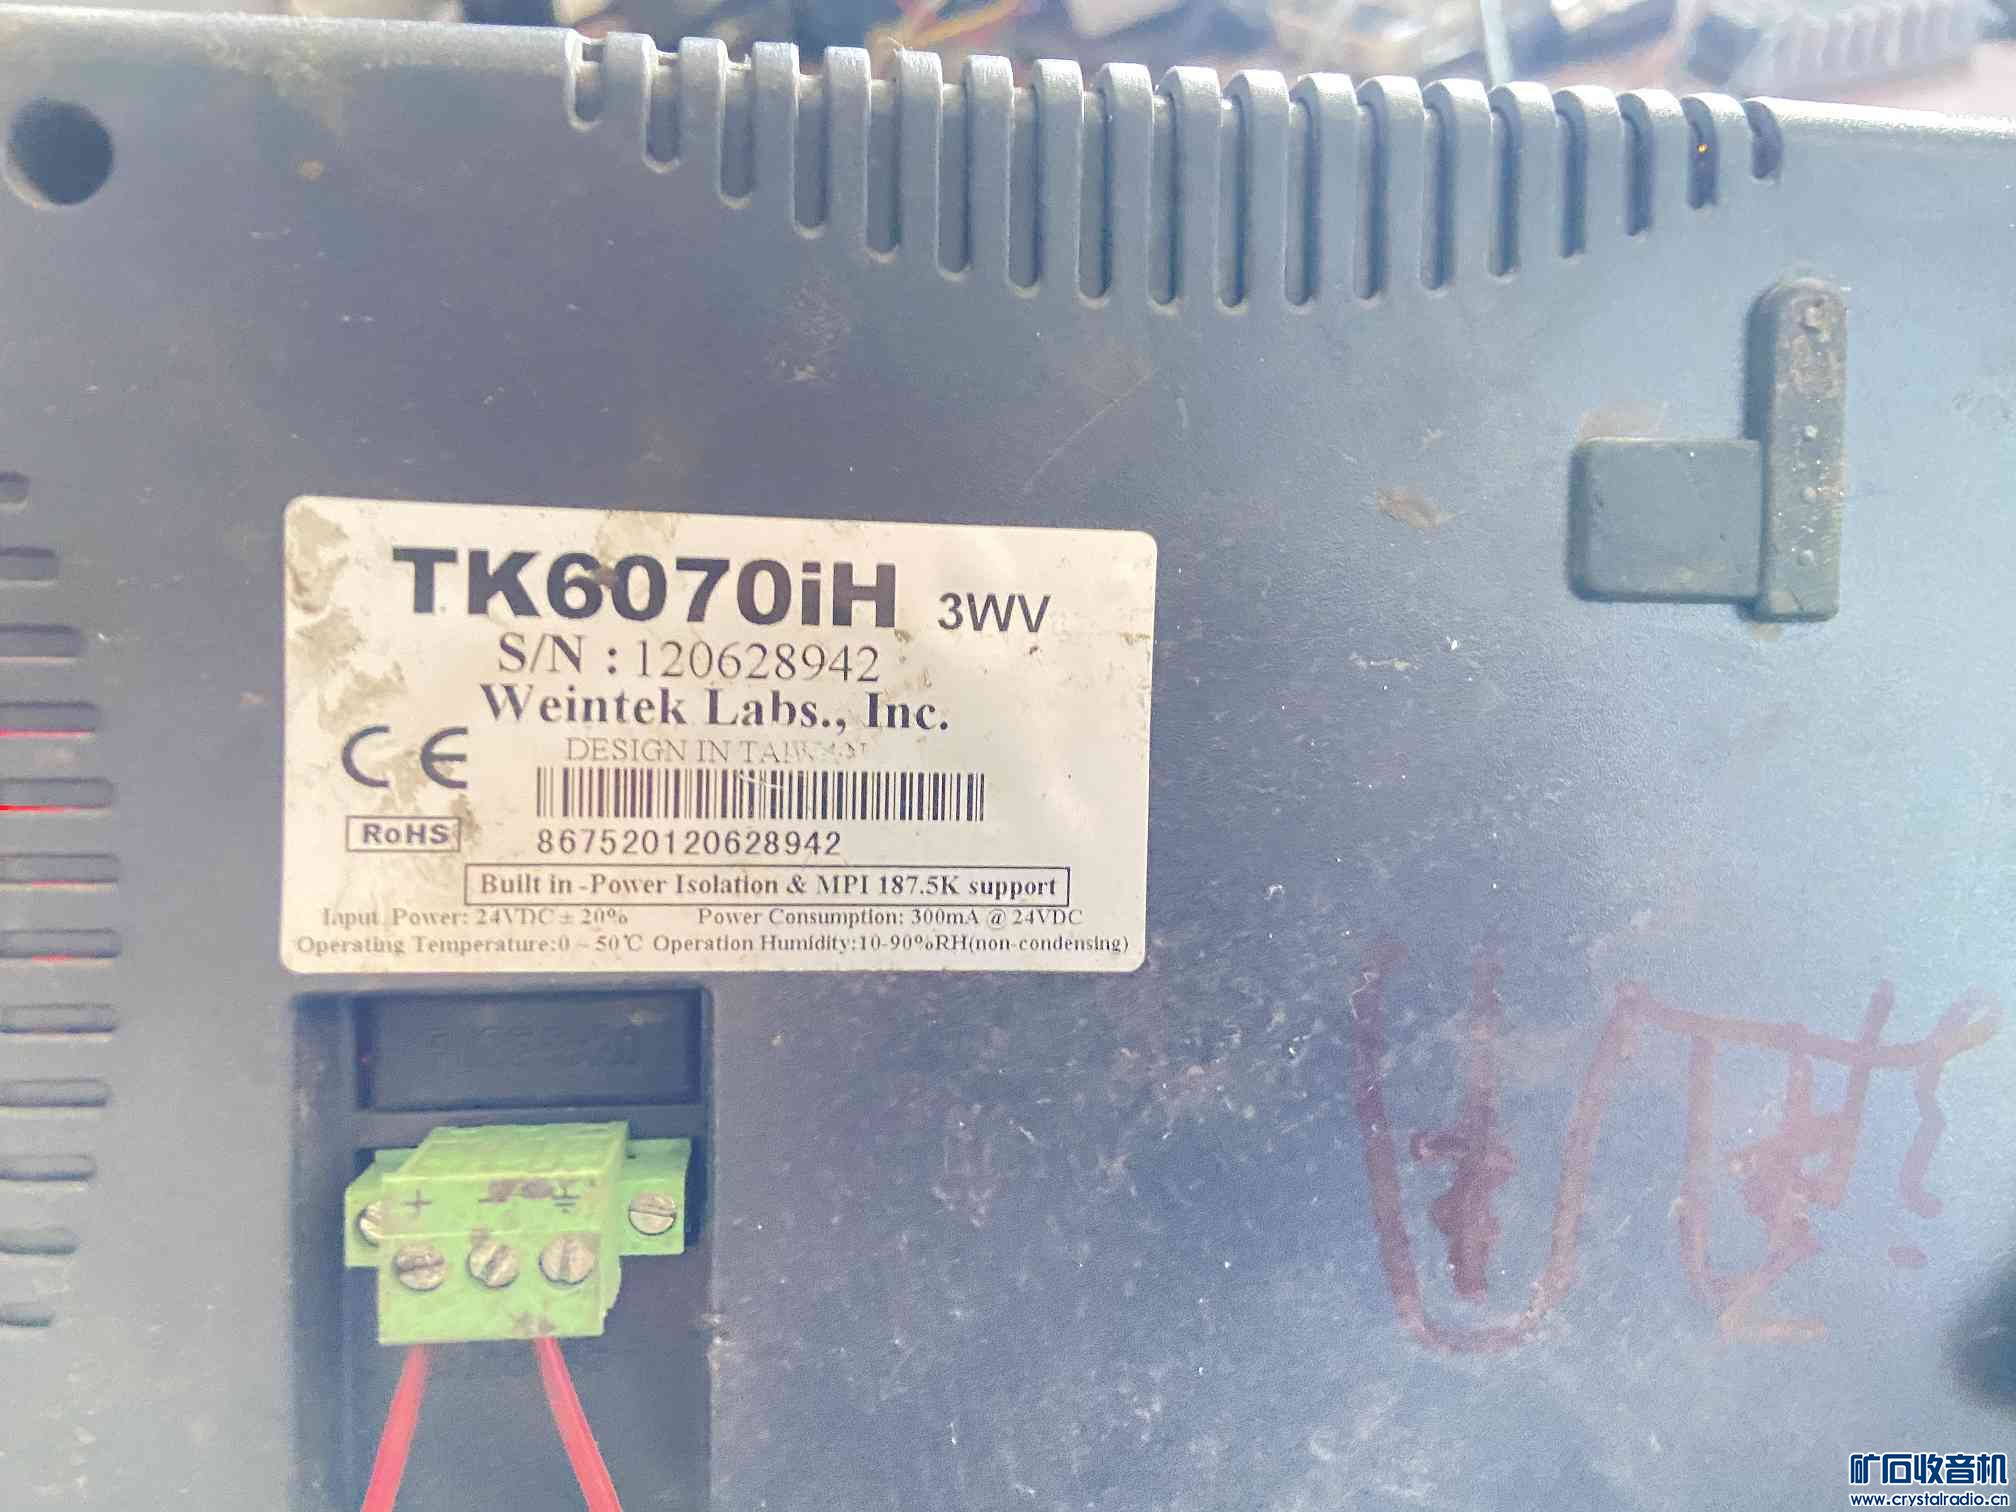 TK6070iH 3WV
S/N : 120628942
Weintek Labs., Inc.
DESIGN IN TAIWAN
CE
RoHS
867520120628942
Built in -Power Isolation & MPI 187.5K support
Input Power: 24VDC ± 20% Power Consumption: 300mA @ 24VDC
Operating Temperature:0 ~ 50℃ Operation Humidity:10-90%RH(non-condensing)
+ -
矿石收音机
www.crystalradio.cn